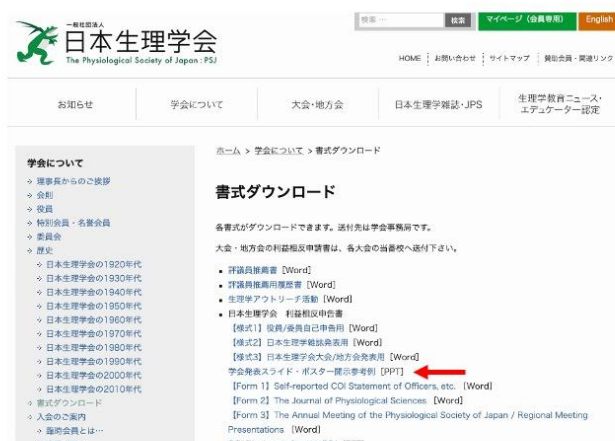 一般社団法人
日本生理学会
The Physiological Society of Japan : PSJ
検索 … 検索 マイページ（会員専用） English
HOME お問い合わせ サイトマップ 賛助会員・関連リンク
お知らせ 学会について 大会・地方会 日本生理学雑誌・JPS 生理学教育ニュース・
エデュケーター認定
ホーム > 学会について > 書式ダウンロード
学会について
理事長からのご挨拶
会則
役員
特別会員・名誉会員
委員会
歴史
日本生理学会の1920年代
日本生理学会の1930年代
日本生理学会の1940年代
日本生理学会の1950年代
日本生理学会の1960年代
日本生理学会の1970年代
日本生理学会の1980年代
日本生理学会の1990年代
日本生理学会の2000年代
日本生理学会の2010年代
書式ダウンロード
入会のご案内
臨時会員とは…
書式ダウンロード
各書式がダウンロードできます。送付先は学会事務局です。
大会・地方会の利益相反申請書は、各大会の当番校へ送付下さい。
評議員推薦書 [Word]
評議員推薦用履歴書 [Word]
生理学アウトリーチ活動 [Word]
日本生理学会 利益相反申告書
【様式1】役員/委員自己申告用 [Word]
【様式2】日本生理学雑誌発表用 [Word]
【様式3】日本生理学会大会/地方会発表用 [Word]
学会発表スライド・ポスター開示参考例 [PPT]
【Form 1】Self-reported COI Statement of Officers, etc. [Word]
【Form 2】The Journal of Physiological Sciences [Word]
【Form 3】The Annual Meeting of the Physiological Society of Japan / Regional Meeting
Presentations [Word]